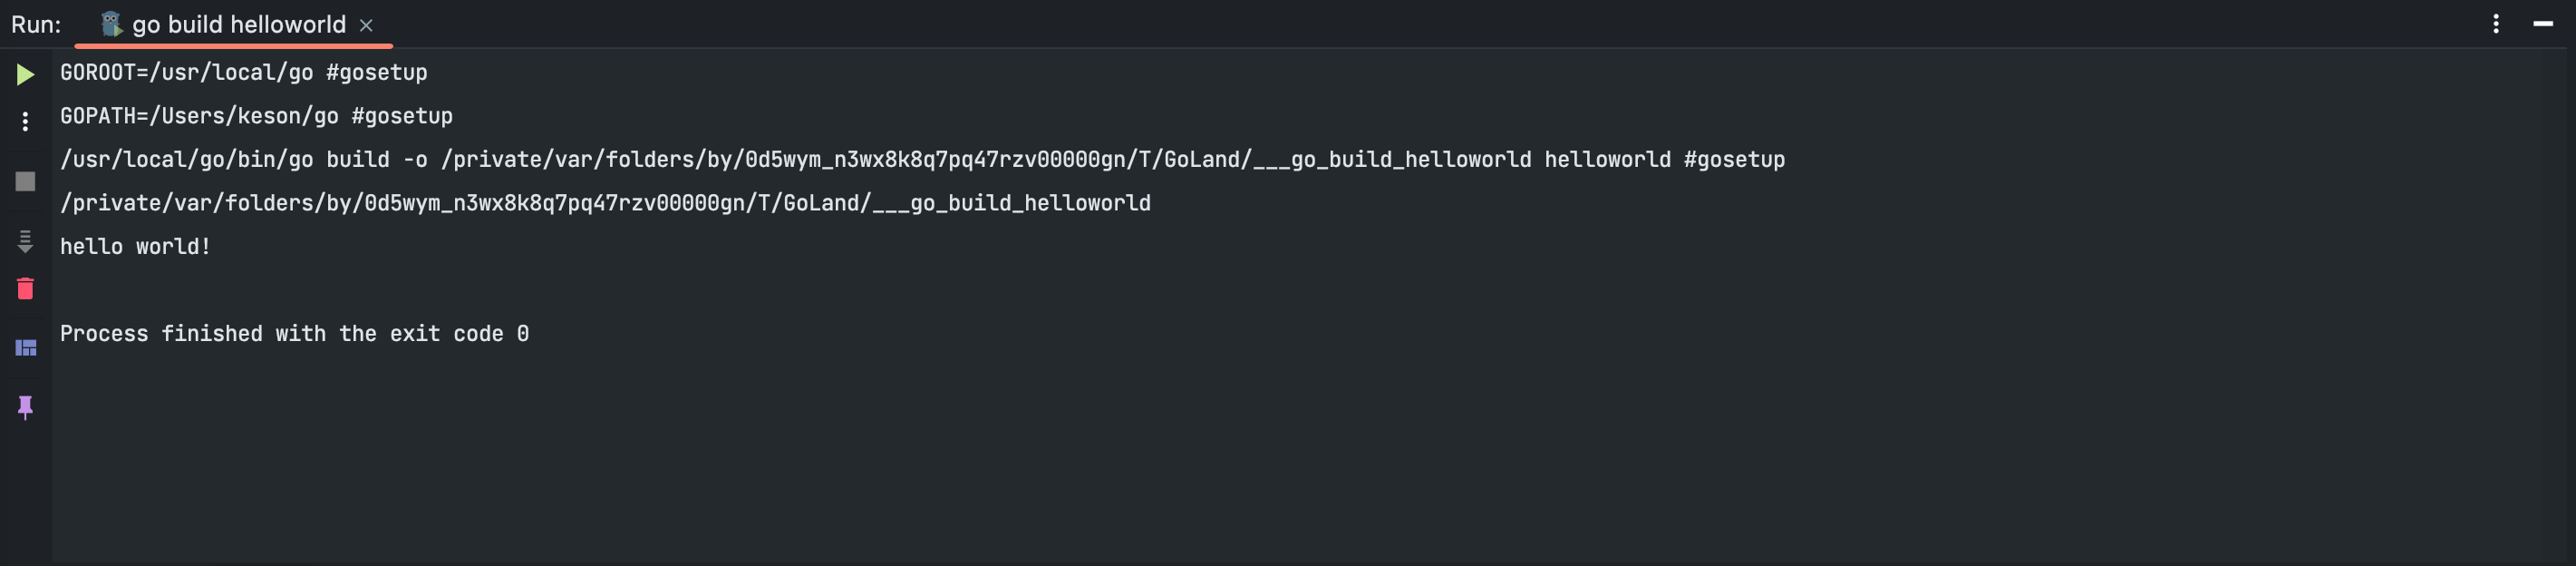 Run: go build helloworld ×
GOROOT=/usr/local/go #gosetup
GOPATH=/Users/keson/go #gosetup
/usr/local/go/bin/go build -o /private/var/folders/by/0d5wym_n3wx8k8q7pq47rzv00000gn/T/GoLand/___go_build_helloworld helloworld #gosetup
/private/var/folders/by/0d5wym_n3wx8k8q7pq47rzv00000gn/T/GoLand/___go_build_helloworld
hello world!
Process finished with the exit code 0